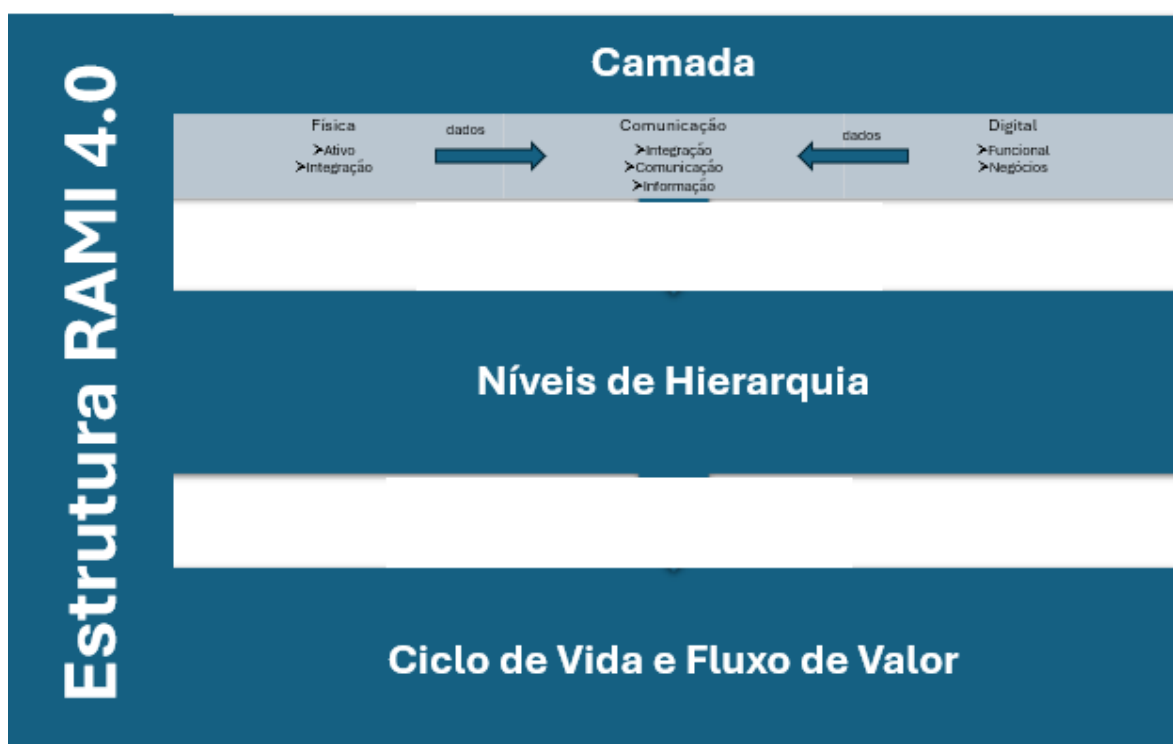 Estrutura RAMI 4.0
Camada
Física
➢Ativo
➢Integração
dados
Comunicação
➢Integração
➢Comunicação
➢Informação
dados
Digital
➢Funcional
➢Negócios
Níveis de Hierarquia
Ciclo de Vida e Fluxo de Valor